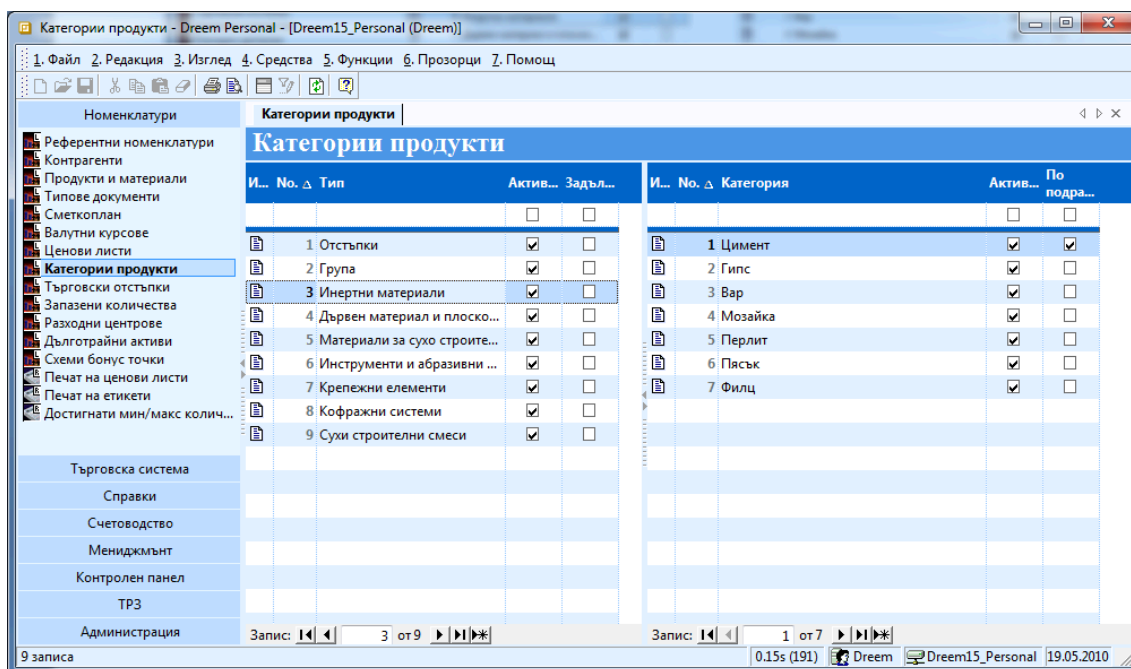 Категории продукти - Dreem Personal - [Dreem15_Personal (Dreem)]
1. Файл 2. Редакция 3. Изглед 4. Средства 5. Функции 6. Прозорци 7. Помощ
Номенклатури
Референтни номенклатури
Контрагенти
Продукти и материали
Типове документи
Сметкоплан
Валутни курсове
Ценови листи
Категории продукти
Търговски отстъпки
Запазени количества
Разходни центрове
Дълготрайни активи
Схеми бонус точки
Печат на ценови листи
Печат на етикети
Достигнати мин/макс колич...
Търговска система
Справки
Счетоводство
Мениджмънт
Контролен панел
ТРЗ
Администрация
Категории продукти
Категории продукти
И... No. Тип Актив... Задъл...
1 Отстъпки
2 Група
3 Инертни материали
4 Дървен материал и плоско...
5 Материали за сухо строите...
6 Инструменти и абразивни ...
7 Крепежни елементи
8 Кофражни системи
9 Сухи строителни смеси
Запис: 3 от 9
И... No. Категория Актив... По подра...
1 Цимент
2 Гипс
3 Вар
4 Мозайка
5 Перлит
6 Пясък
7 Филц
Запис: 1 от 7
9 записа 0.15s (191) Dreem Dreem15_Personal 19.05.2010